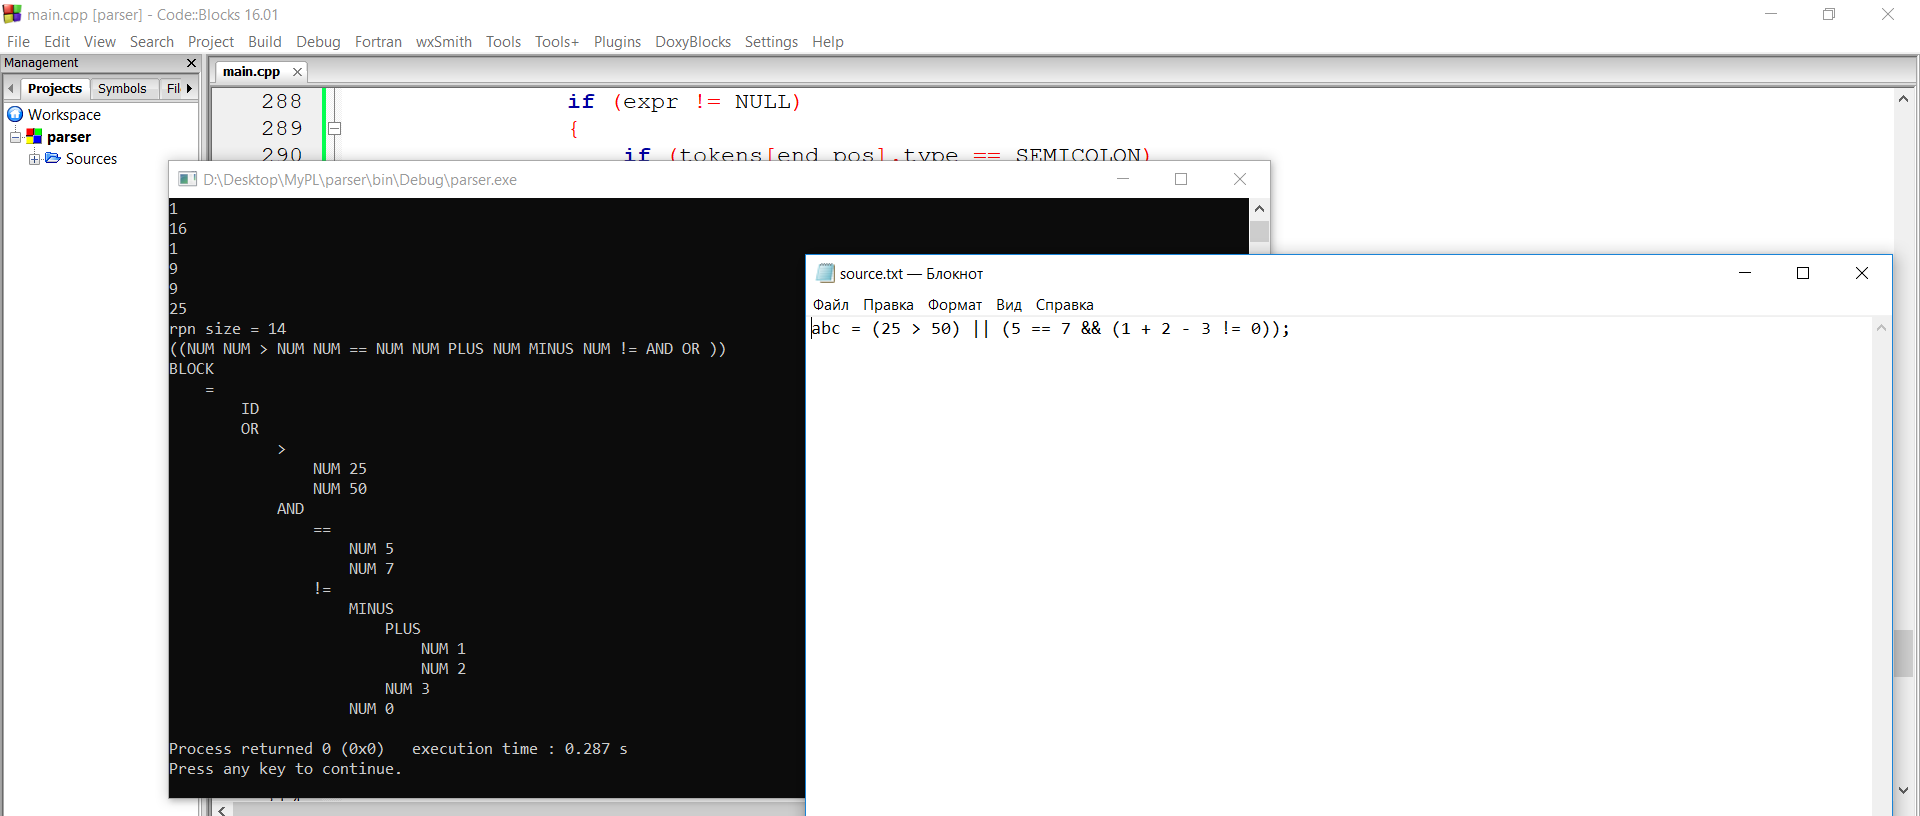 main.cpp [parser] - Code::Blocks 16.01
File Edit View Search Project Build Debug Fortran wxSmith Tools Tools+ Plugins DoxyBlocks Settings Help
Management
Projects Symbols Fil
Workspace
parser
Sources
main.cpp
288 if (expr != NULL)
289 {
290 if (tokens[end_pos].type == SEMICOLON)
D:\Desktop\MyPL\parser\bin\Debug\parser.exe
1
16
1
9
9
25
rpn size = 14
((NUM NUM > NUM NUM == NUM NUM PLUS NUM MINUS NUM != AND OR ))
BLOCK
=
ID
OR
>
NUM 25
NUM 50
AND
==
NUM 5
NUM 7
!=
MINUS
PLUS
NUM 1
NUM 2
NUM 3
NUM 0
Process returned 0 (0x0)   execution time : 0.287 s
Press any key to continue.
source.txt — Блокнот
Файл Правка Формат Вид Справка
abc = (25 > 50) || (5 == 7 && (1 + 2 - 3 != 0));